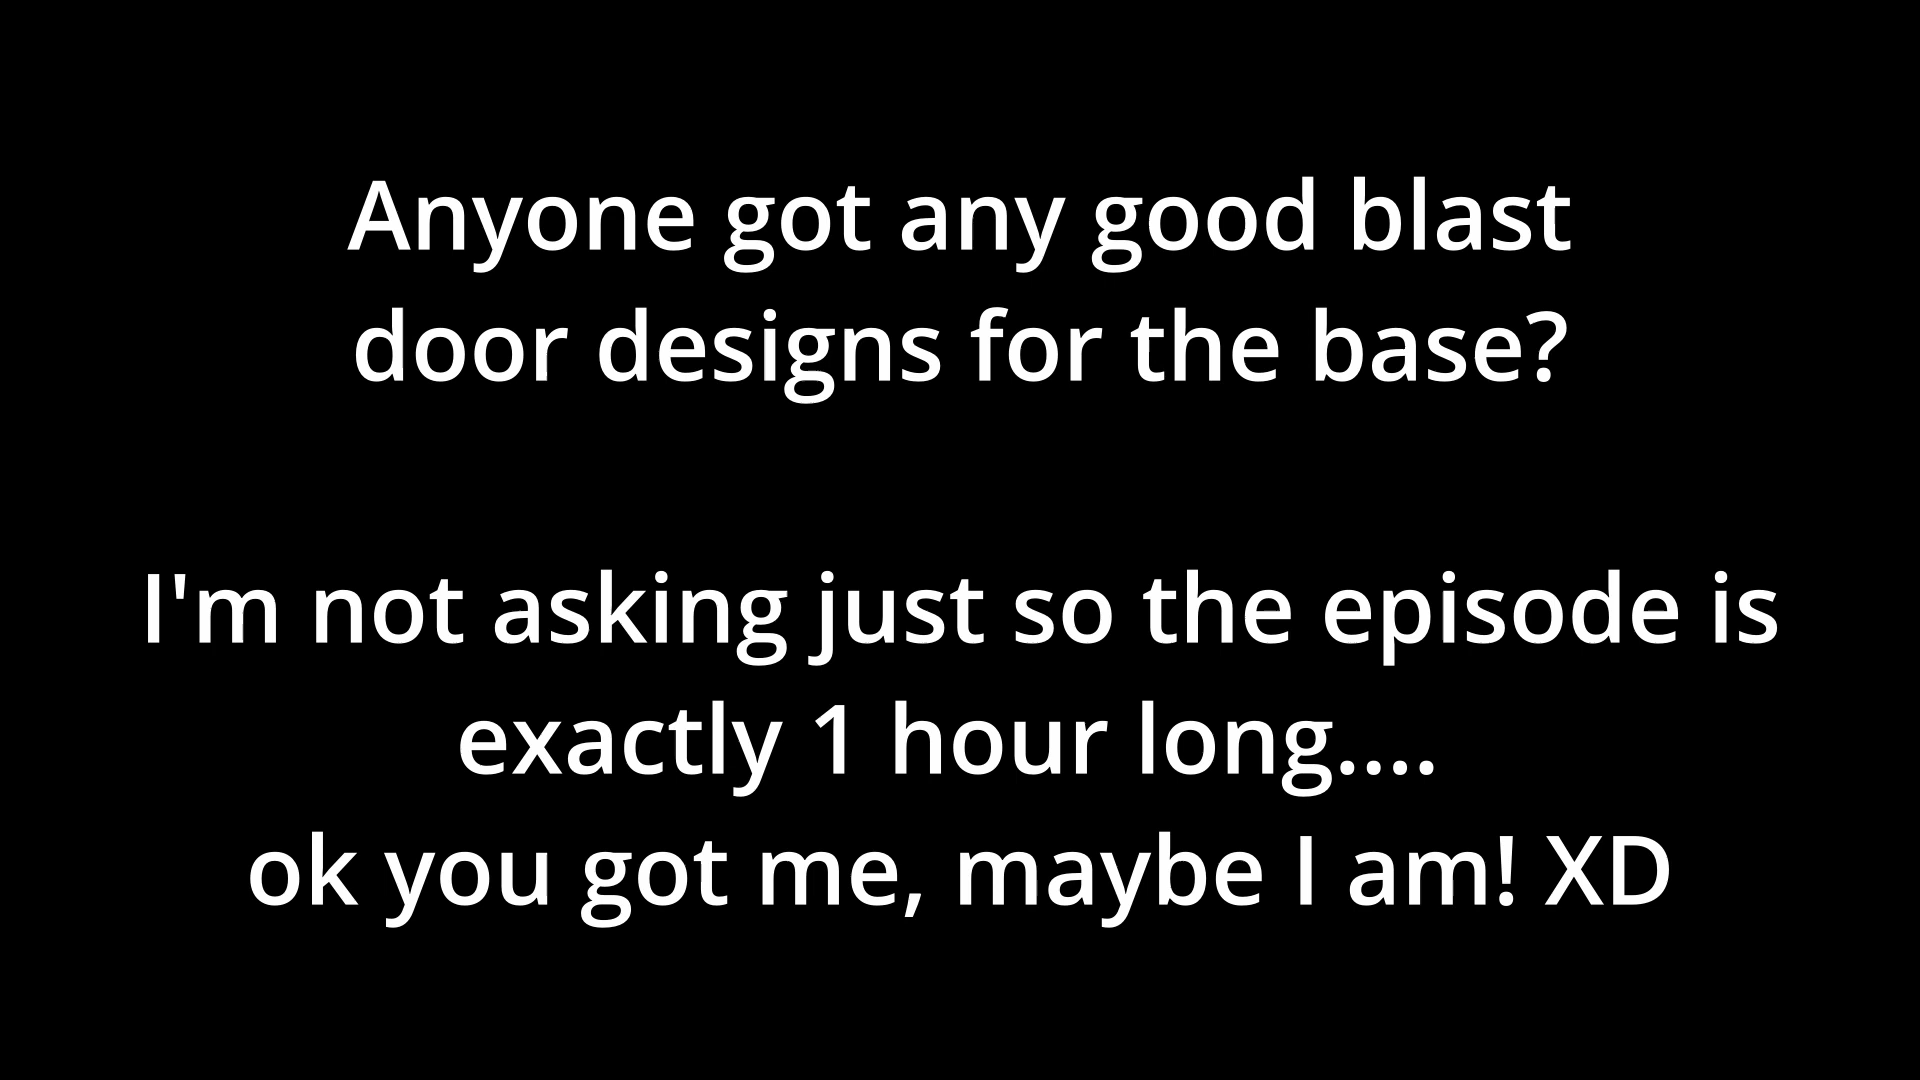 Anyone got any good blast
door designs for the base?
I'm not asking just so the episode is
exactly 1 hour long....
ok you got me, maybe I am! XD